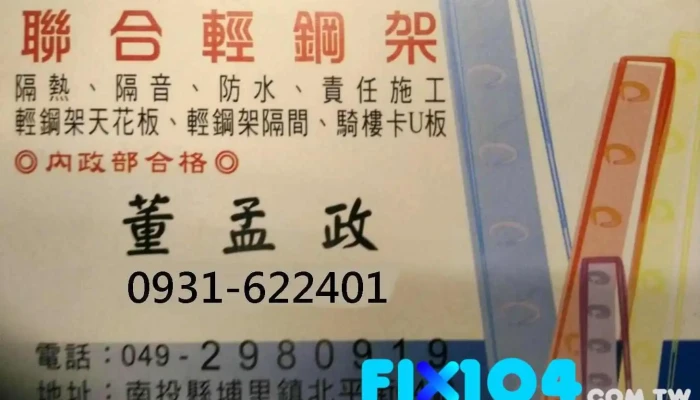 聯合輕鋼架
隔熱、隔音、防水、責任施工
輕鋼架天花板、輕鋼架隔間、騎樓卡U板
◎內政部合格◎
董孟政
0931-622401
電話：049-2980919
地址：南投縣埔里鎮北平街
FIX104
.COM.TW